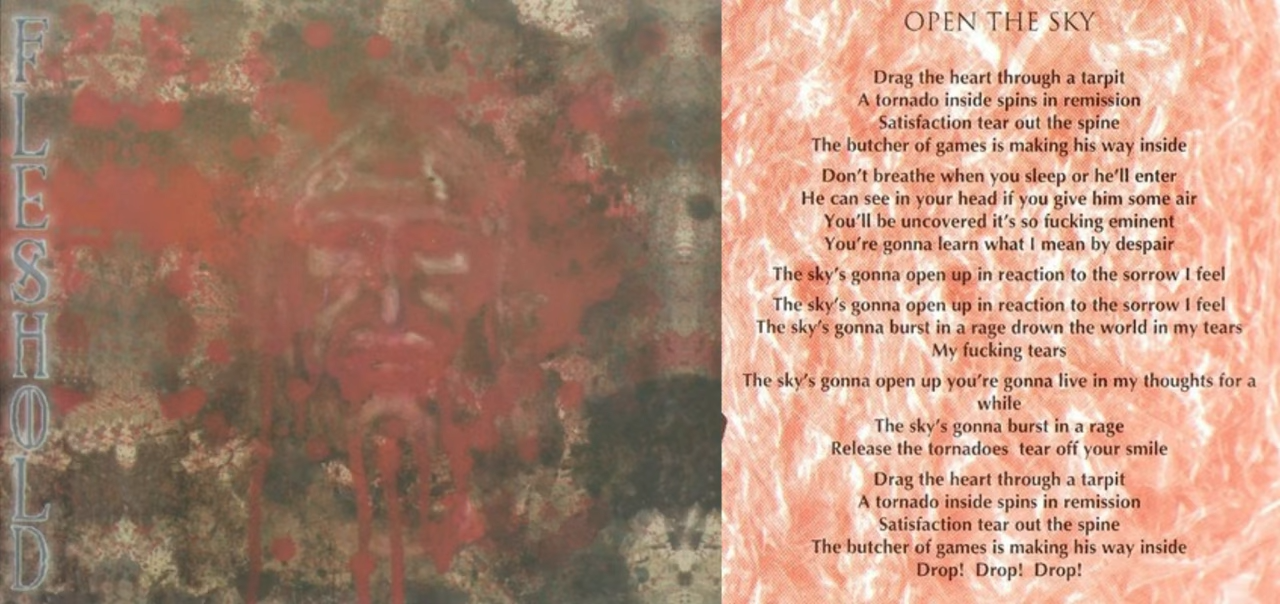 FLESHOLD
OPEN THE SKY
Drag the heart through a tarpit
A tornado inside spins in remission
Satisfaction tear out the spine
The butcher of games is making his way inside
Don't breathe when you sleep or he'll enter
He can see in your head if you give him some air
You'll be uncovered it's so fucking eminent
You're gonna learn what I mean by despair
The sky's gonna open up in reaction to the sorrow I feel
The sky's gonna open up in reaction to the sorrow I feel
The sky's gonna burst in a rage drown the world in my tears
My fucking tears
The sky's gonna open up you're gonna live in my thoughts for a
while
The sky's gonna burst in a rage
Release the tornadoes  tear off your smile
Drag the heart through a tarpit
A tornado inside spins in remission
Satisfaction tear out the spine
The butcher of games is making his way inside
Drop!  Drop!  Drop!